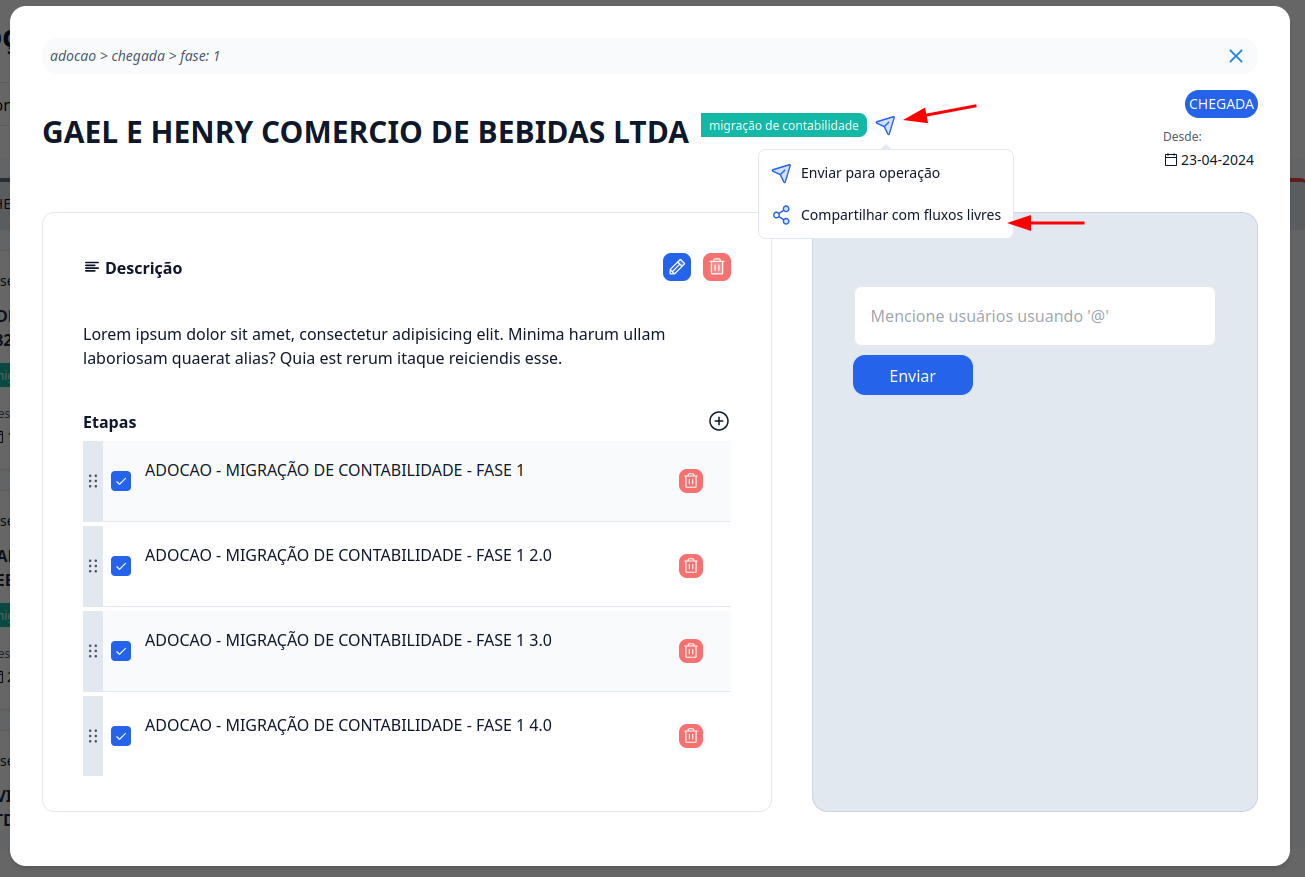 adocao > chegada > fase: 1
GAEL E HENRY COMERCIO DE BEBIDAS LTDA
migração de contabilidade
CHEGADA
Desde:
23-04-2024
Enviar para operação
Compartilhar com fluxos livres
Descrição
Lorem ipsum dolor sit amet, consectetur adipisicing elit. Minima harum ullam
laboriosam quaerat alias? Quia est rerum itaque reiciendis esse.
Etapas
ADOCAO - MIGRAÇÃO DE CONTABILIDADE - FASE 1
ADOCAO - MIGRAÇÃO DE CONTABILIDADE - FASE 1 2.0
ADOCAO - MIGRAÇÃO DE CONTABILIDADE - FASE 1 3.0
ADOCAO - MIGRAÇÃO DE CONTABILIDADE - FASE 1 4.0
Mencione usuários usuando '@'
Enviar